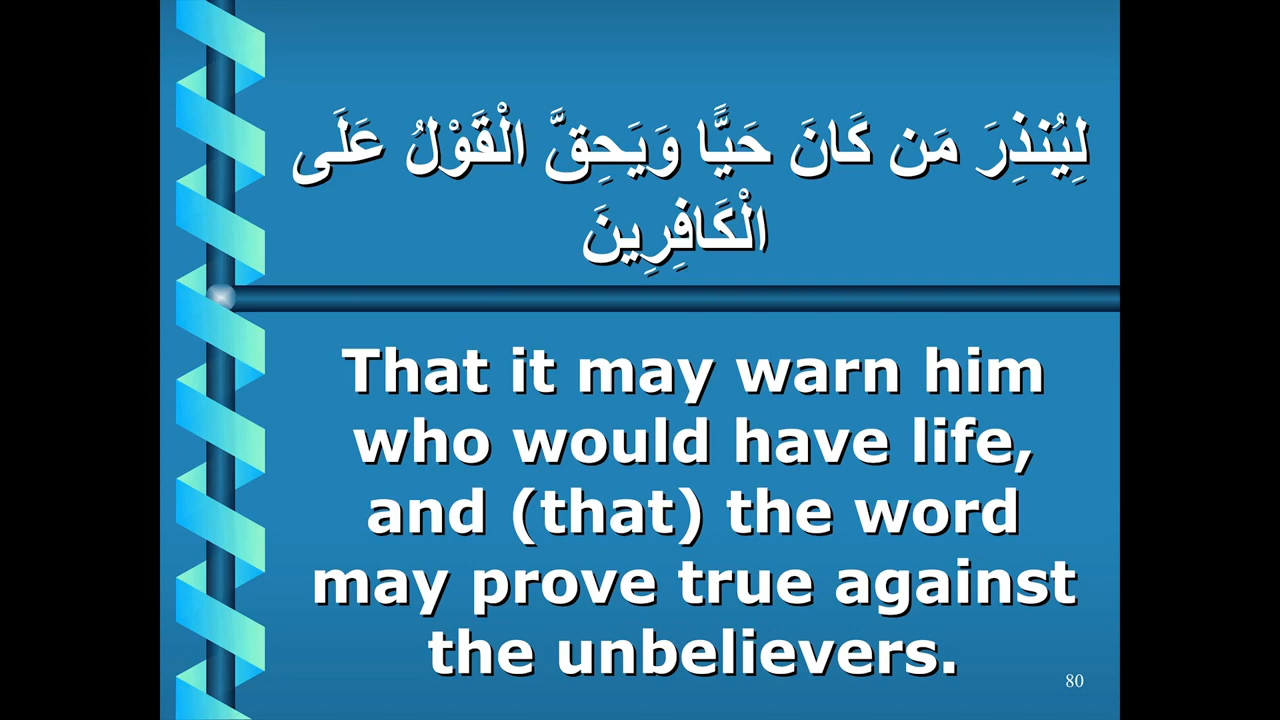 لِيُنذِرَ مَن كَانَ حَيًّا وَيَحِقَّ الْقَوْلُ عَلَى
الْكَافِرِينَ
That it may warn him
who would have life,
and (that) the word
may prove true against
the unbelievers.
80